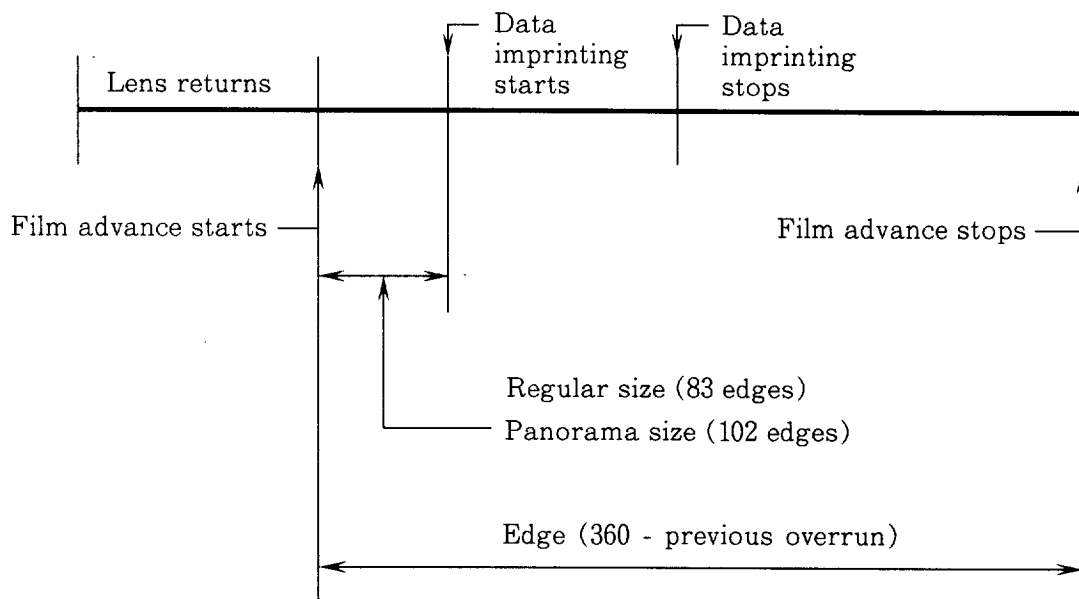 Data
imprinting
starts
Data
imprinting
stops
Lens returns
Film advance starts
Film advance stops
Regular size (83 edges)
Panorama size (102 edges)
Edge (360 - previous overrun)